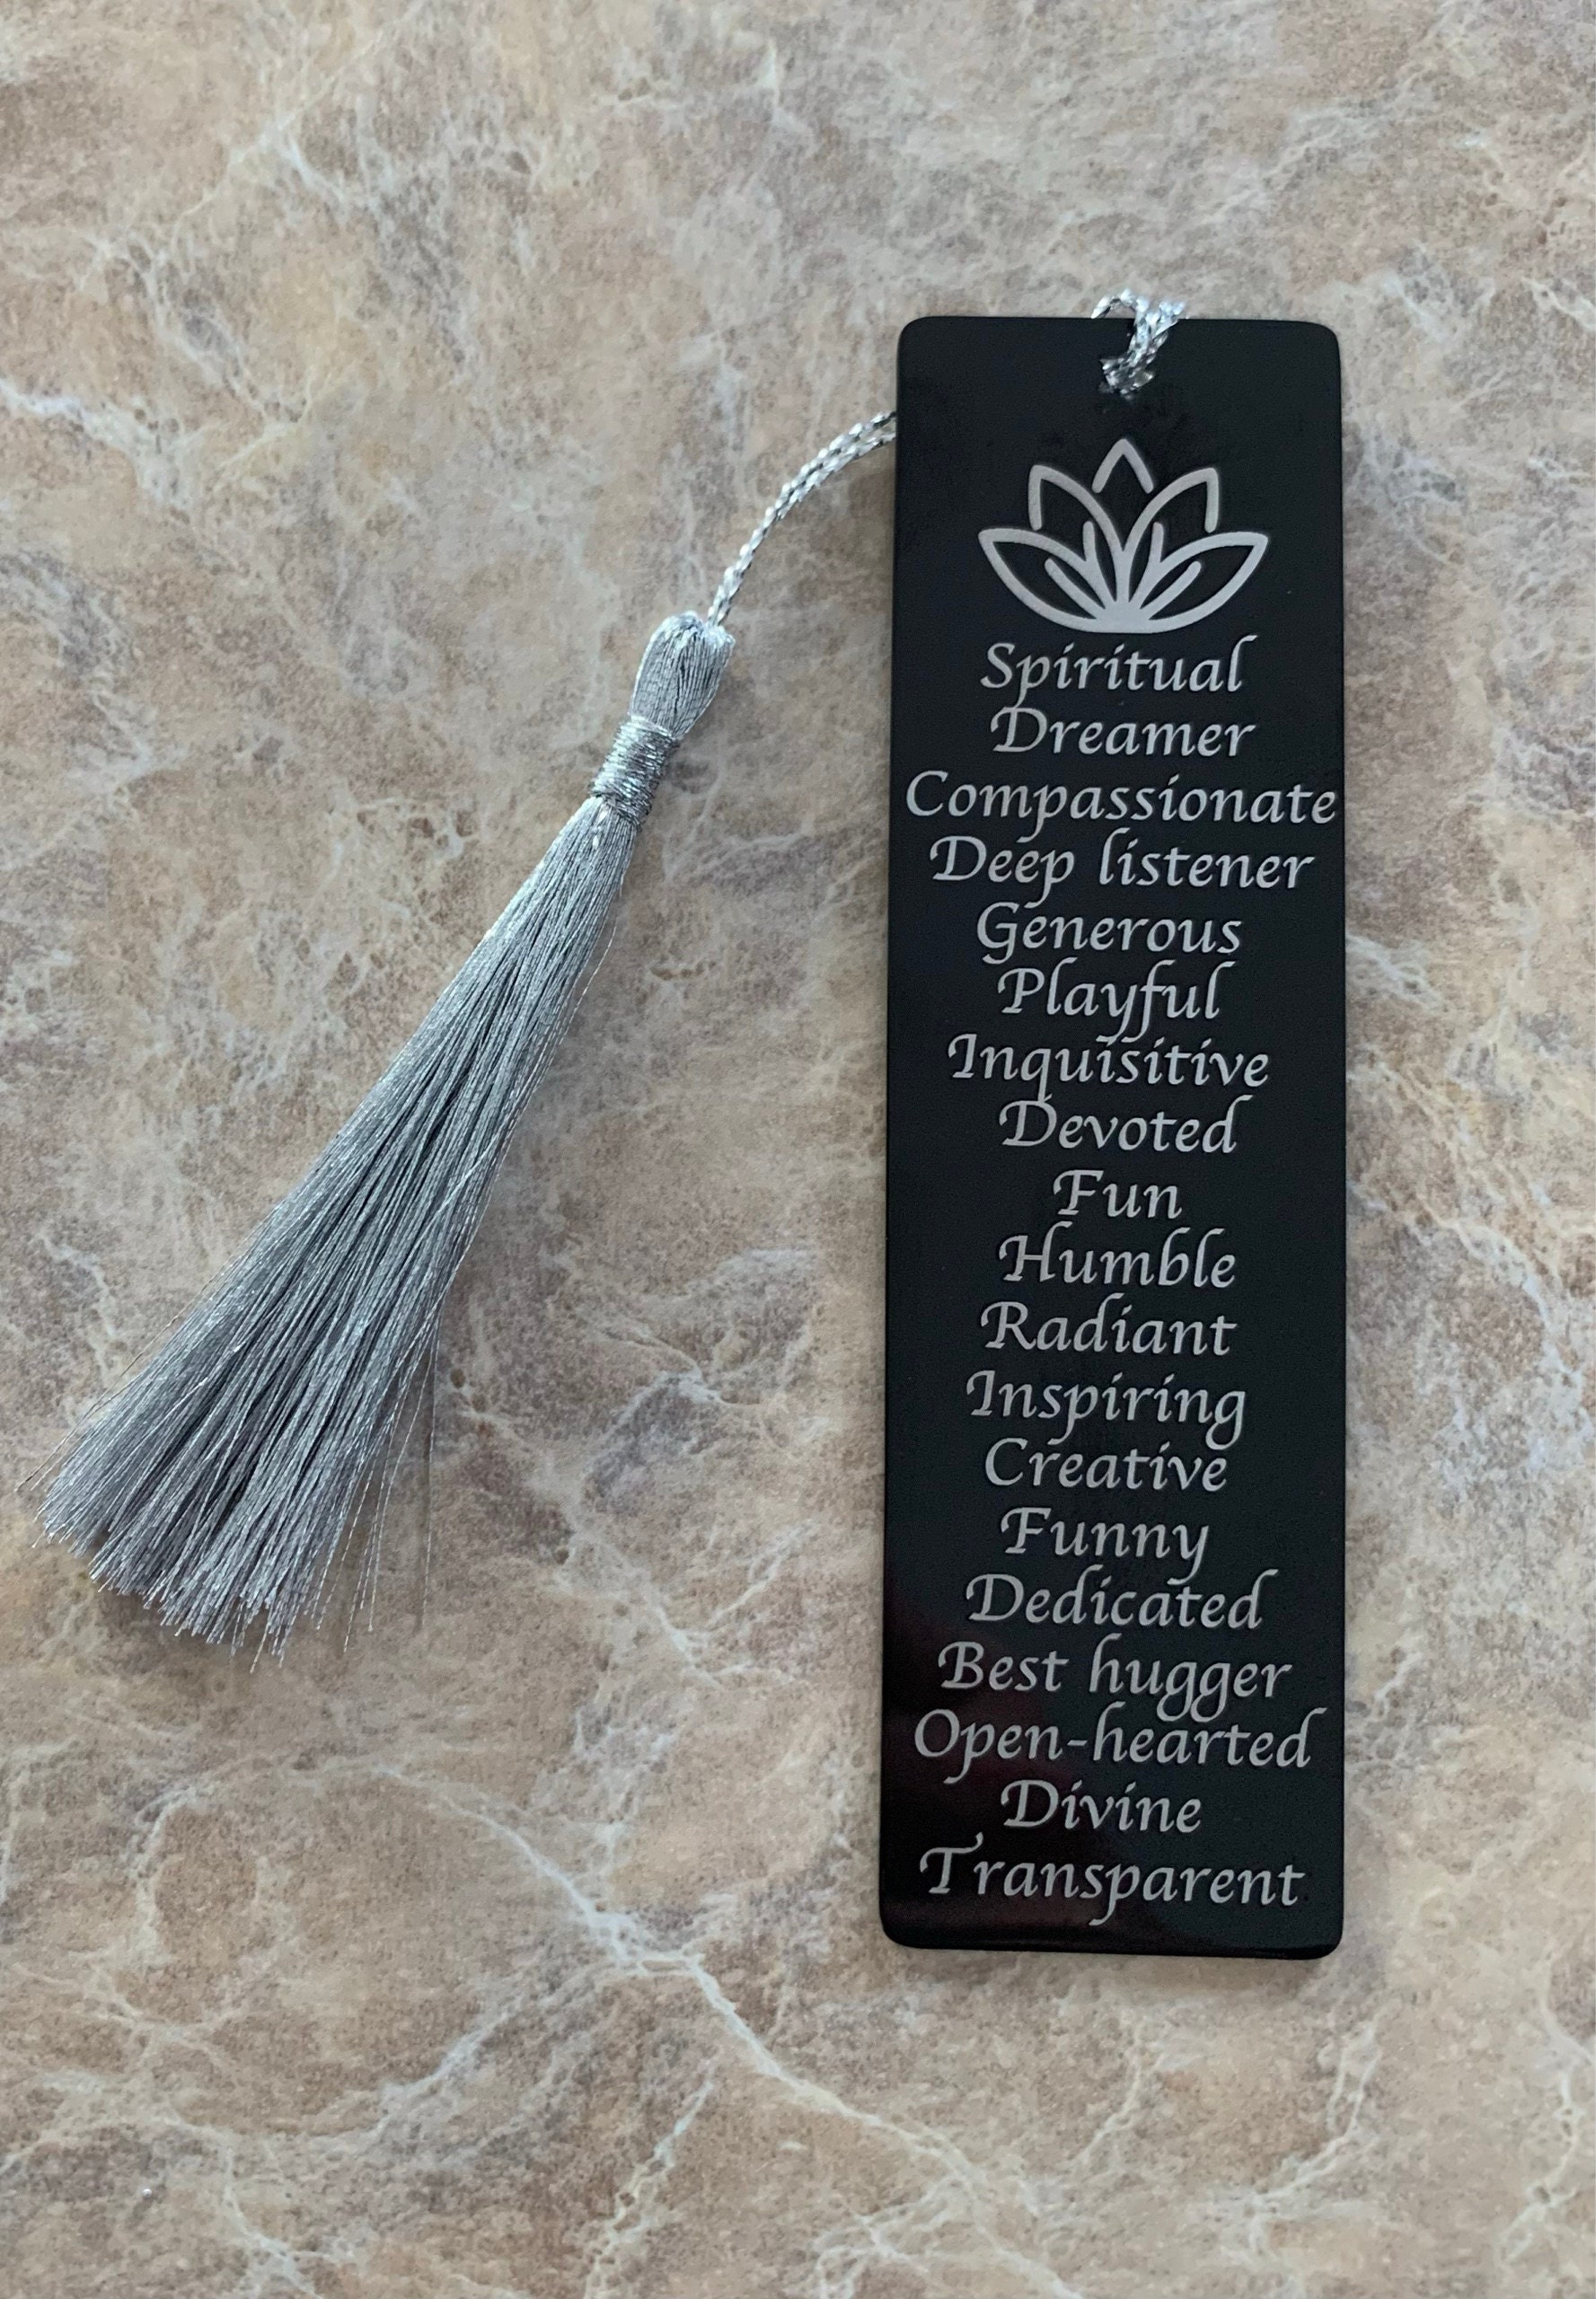 Spiritual
Dreamer
Compassionate
Deep listener
Generous
Playful
Inquisitive
Devoted
Fun
Humble
Radiant
Inspiring
Creative
Funny
Dedicated
Best hugger
Open-hearted
Divine
Transparent